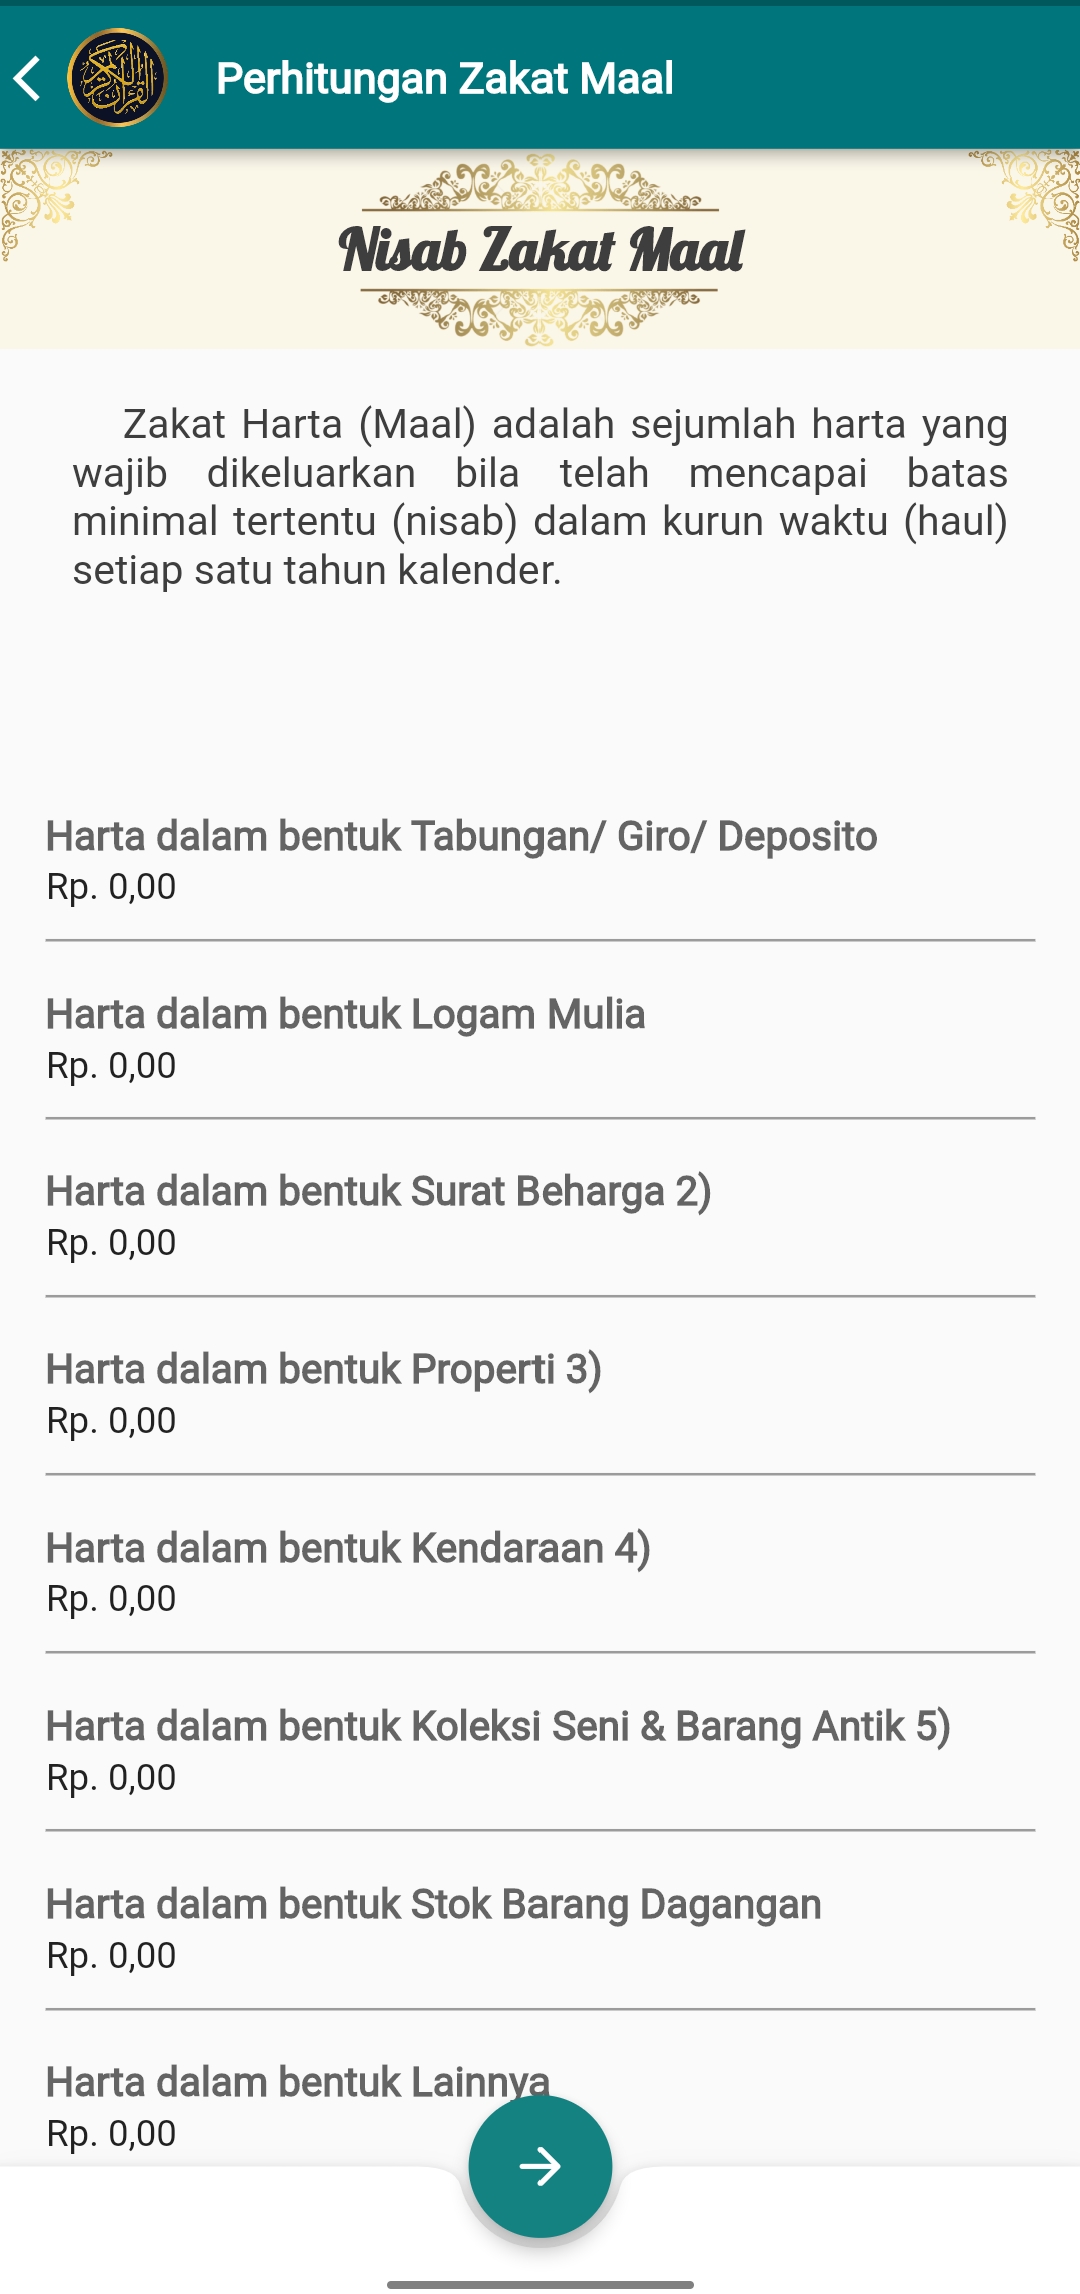 Perhitungan Zakat Maal
Nisab Zakat Maal
Zakat Harta (Maal) adalah sejumlah harta yang
wajib dikeluarkan bila telah mencapai batas
minimal tertentu (nisab) dalam kurun waktu (haul)
setiap satu tahun kalender.
Harta dalam bentuk Tabungan/ Giro/ Deposito
Rp. 0,00
Harta dalam bentuk Logam Mulia
Rp. 0,00
Harta dalam bentuk Surat Beharga 2)
Rp. 0,00
Harta dalam bentuk Properti 3)
Rp. 0,00
Harta dalam bentuk Kendaraan 4)
Rp. 0,00
Harta dalam bentuk Koleksi Seni & Barang Antik 5)
Rp. 0,00
Harta dalam bentuk Stok Barang Dagangan
Rp. 0,00
Harta dalam bentuk Lainnya
Rp. 0,00